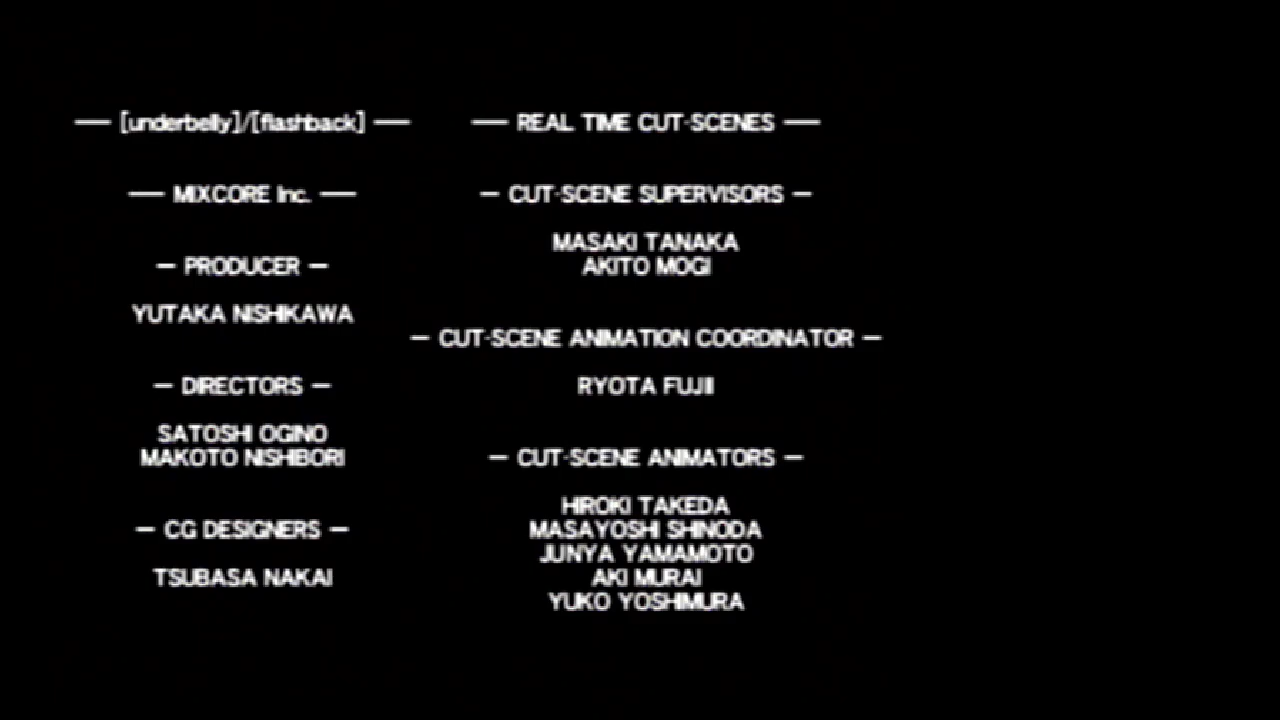 — [underbelly]/[flashback] —
— MIXCORE Inc. —
— PRODUCER —
YUTAKA NISHIKAWA
— DIRECTORS —
SATOSHI OGINO
MAKOTO NISHIBORI
— CG DESIGNERS —
TSUBASA NAKAI
— REAL TIME CUT-SCENES —
— CUT-SCENE SUPERVISORS —
MASAKI TANAKA
AKITO MOGI
— CUT-SCENE ANIMATION COORDINATOR —
RYOTA FUJII
— CUT-SCENE ANIMATORS —
HIROKI TAKEDA
MASAYOSHI SHINODA
JUNYA YAMAMOTO
AKI MURAI
YUKO YOSHIMURA